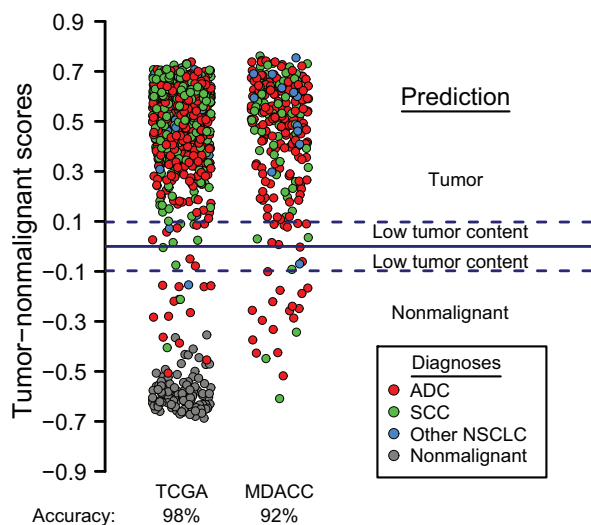 Tumor–nonmalignant scores
0.9
0.7
0.5
0.3
0.1
−0.1
−0.3
−0.5
−0.7
−0.9
Prediction
Tumor
Low tumor content
Low tumor content
Nonmalignant
Diagnoses
ADC
SCC
Other NSCLC
Nonmalignant
TCGA MDACC
Accuracy: 98% 92%